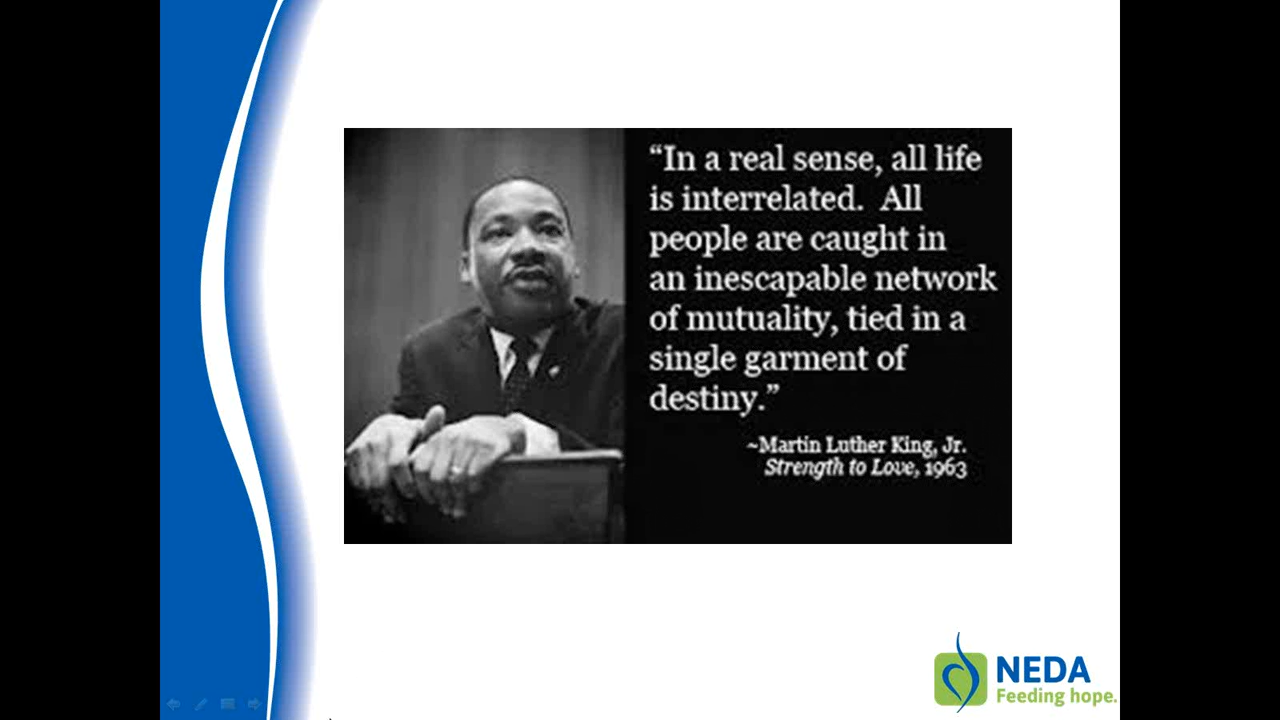 “In a real sense, all life
is interrelated.  All
people are caught in
an inescapable network
of mutuality, tied in a
single garment of
destiny.”
~Martin Luther King, Jr.
Strength to Love, 1963
NEDA
Feeding hope.